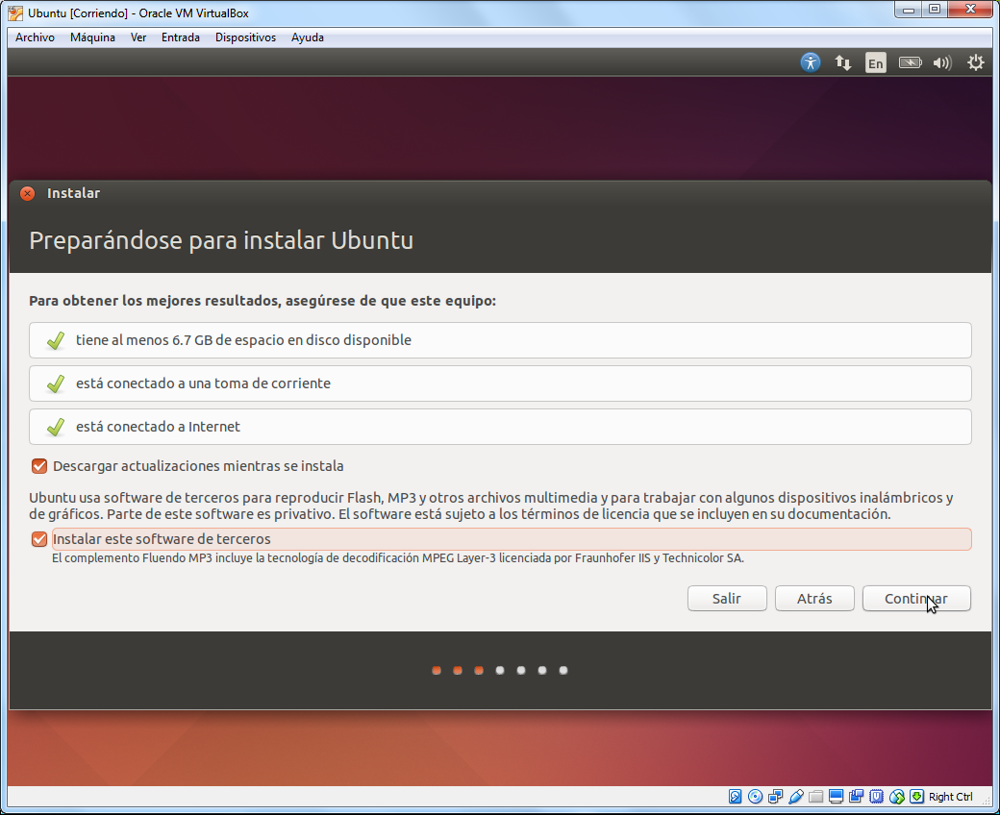 Ubuntu [Corriendo] - Oracle VM VirtualBox
Archivo Máquina Ver Entrada Dispositivos Ayuda
En
Instalar
Preparándose para instalar Ubuntu
Para obtener los mejores resultados, asegúrese de que este equipo:
tiene al menos 6.7 GB de espacio en disco disponible
está conectado a una toma de corriente
está conectado a Internet
Descargar actualizaciones mientras se instala
Ubuntu usa software de terceros para reproducir Flash, MP3 y otros archivos multimedia y para trabajar con algunos dispositivos inalámbricos y
de gráficos. Parte de este software es privativo. El software está sujeto a los términos de licencia que se incluyen en su documentación.
Instalar este software de terceros
El complemento Fluendo MP3 incluye la tecnología de decodificación MPEG Layer-3 licenciada por Fraunhofer IIS y Technicolor SA.
Salir Atrás Continuar
Right Ctrl